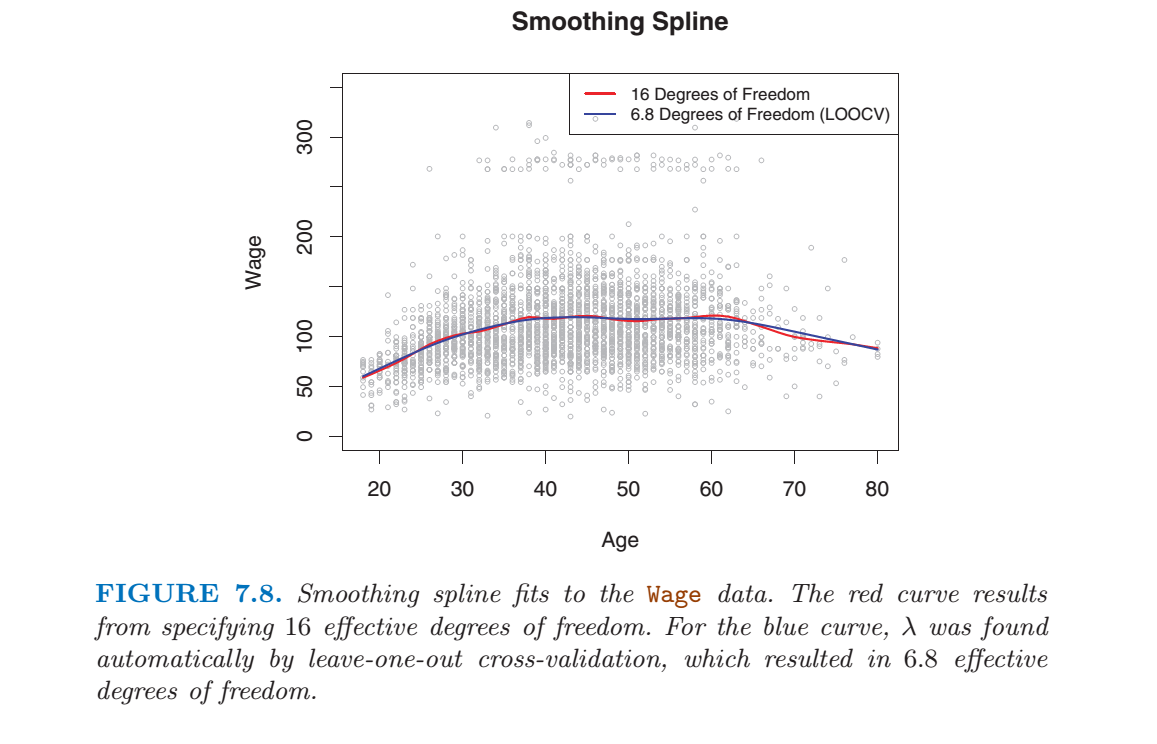 Smoothing Spline
16 Degrees of Freedom
6.8 Degrees of Freedom (LOOCV)
Wage
300
200
100
50
0
20 30 40 50 60 70 80
Age
FIGURE 7.8. Smoothing spline fits to the Wage data. The red curve results
from specifying 16 effective degrees of freedom. For the blue curve, λ was found
automatically by leave-one-out cross-validation, which resulted in 6.8 effective
degrees of freedom.